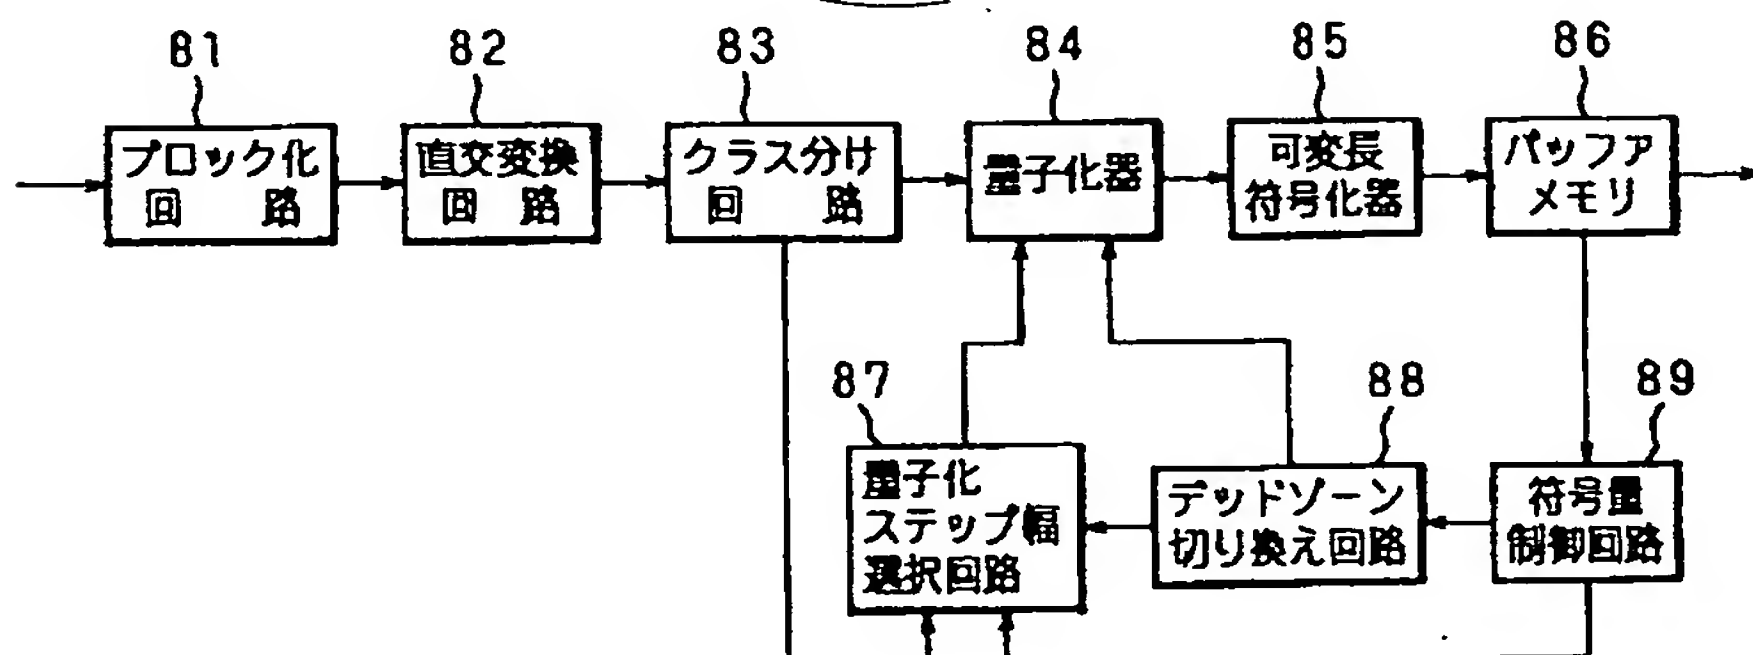 81 82 83 84 85 86
ブロック化
回 路
直交変換
回 路
クラス分け
回 路
量子化器
可変長
符号化器
バッファ
メモリ
87 88 89
量子化
ステップ幅
選択回路
デッドゾーン
切り換え回路
符号量
制御回路